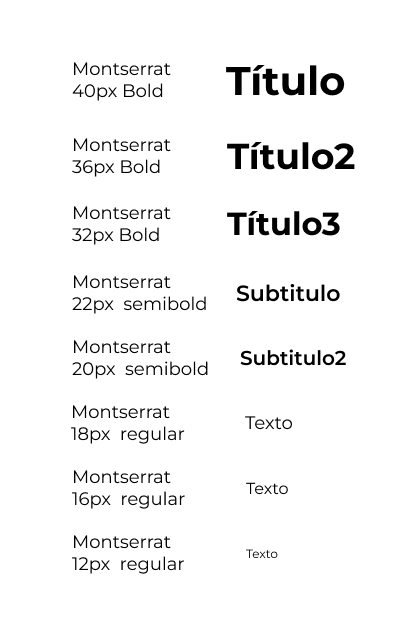 Montserrat
40px Bold
Título
Montserrat
36px Bold
Título2
Montserrat
32px Bold
Título3
Montserrat
22px  semibold
Subtitulo
Montserrat
20px  semibold
Subtitulo2
Montserrat
18px  regular
Texto
Montserrat
16px  regular
Texto
Montserrat
12px  regular
Texto